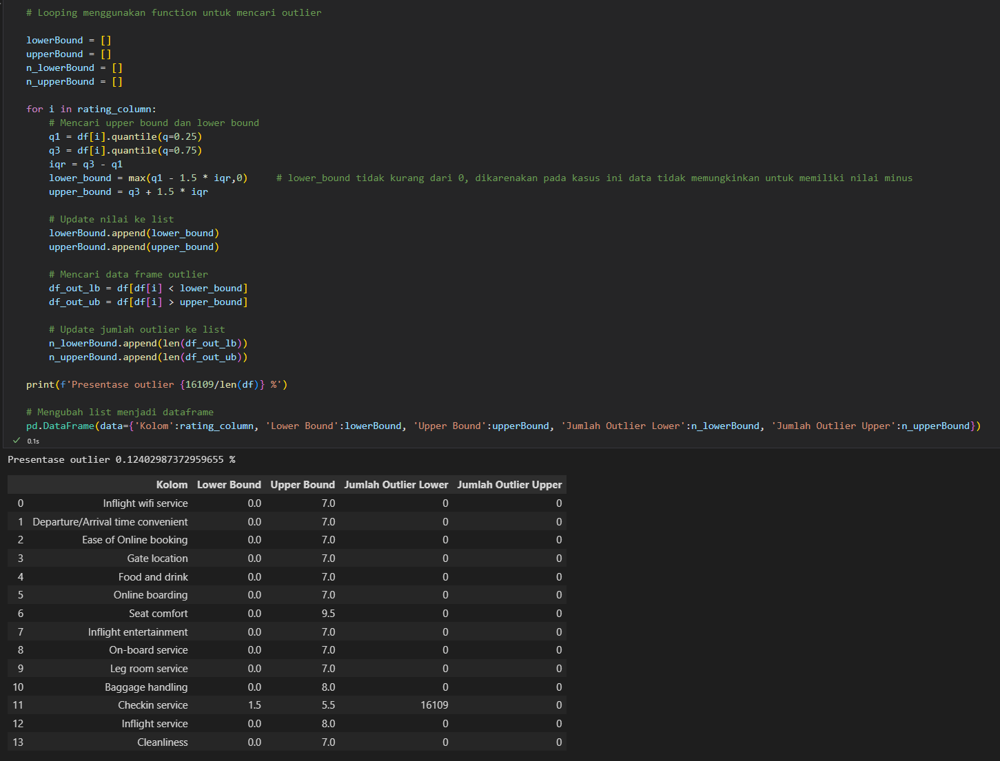 # Looping menggunakan function untuk mencari outlier
lowerBound = []
upperBound = []
n_lowerBound = []
n_upperBound = []
for i in rating_column:
# Mencari upper bound dan lower bound
q1 = df[i].quantile(q=0.25)
q3 = df[i].quantile(q=0.75)
iqr = q3 - q1
lower_bound = max(q1 - 1.5 * iqr,0)     # lower_bound tidak kurang dari 0, dikarenakan pada kasus ini data tidak memungkinkan untuk memiliki nilai minus
upper_bound = q3 + 1.5 * iqr
# Update nilai ke list
lowerBound.append(lower_bound)
upperBound.append(upper_bound)
# Mencari data frame outlier
df_out_lb = df[df[i] < lower_bound]
df_out_ub = df[df[i] > upper_bound]
# Update jumlah outlier ke list
n_lowerBound.append(len(df_out_lb))
n_upperBound.append(len(df_out_ub))
print(f'Presentase outlier {16109/len(df)} %')
# Mengubah list menjadi dataframe
pd.DataFrame(data={'Kolom':rating_column, 'Lower Bound':lowerBound, 'Upper Bound':upperBound, 'Jumlah Outlier Lower':n_lowerBound, 'Jumlah Outlier Upper':n_upperBound})
0.1s
Presentase outlier 0.12402987372959655 %
Kolom Lower Bound Upper Bound Jumlah Outlier Lower Jumlah Outlier Upper
0 Inflight wifi service 0.0 7.0 0 0
1 Departure/Arrival time convenient 0.0 7.0 0 0
2 Ease of Online booking 0.0 7.0 0 0
3 Gate location 0.0 7.0 0 0
4 Food and drink 0.0 7.0 0 0
5 Online boarding 0.0 7.0 0 0
6 Seat comfort 0.0 9.5 0 0
7 Inflight entertainment 0.0 7.0 0 0
8 On-board service 0.0 7.0 0 0
9 Leg room service 0.0 7.0 0 0
10 Baggage handling 0.0 8.0 0 0
11 Checkin service 1.5 5.5 16109 0
12 Inflight service 0.0 8.0 0 0
13 Cleanliness 0.0 7.0 0 0